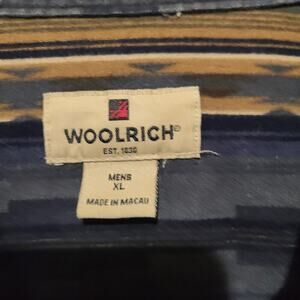 WOOLRICH®
EST. 1830
MENS
XL
MADE IN MACAU